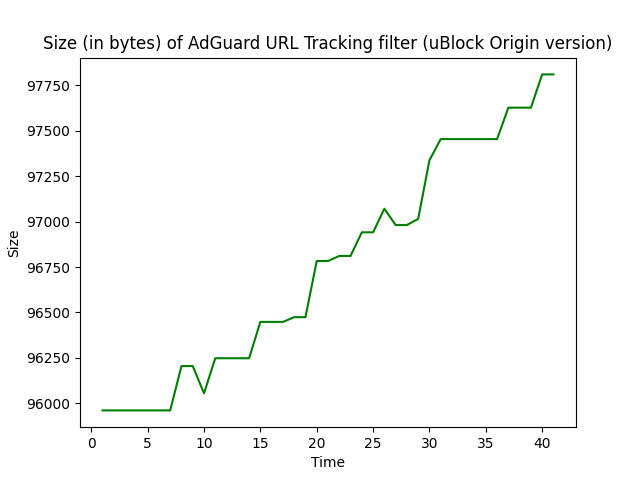 Size (in bytes) of AdGuard URL Tracking filter (uBlock Origin version)
97750
97500
97250
97000
96750
96500
96250
96000
Size
0 5 10 15 20 25 30 35 40
Time